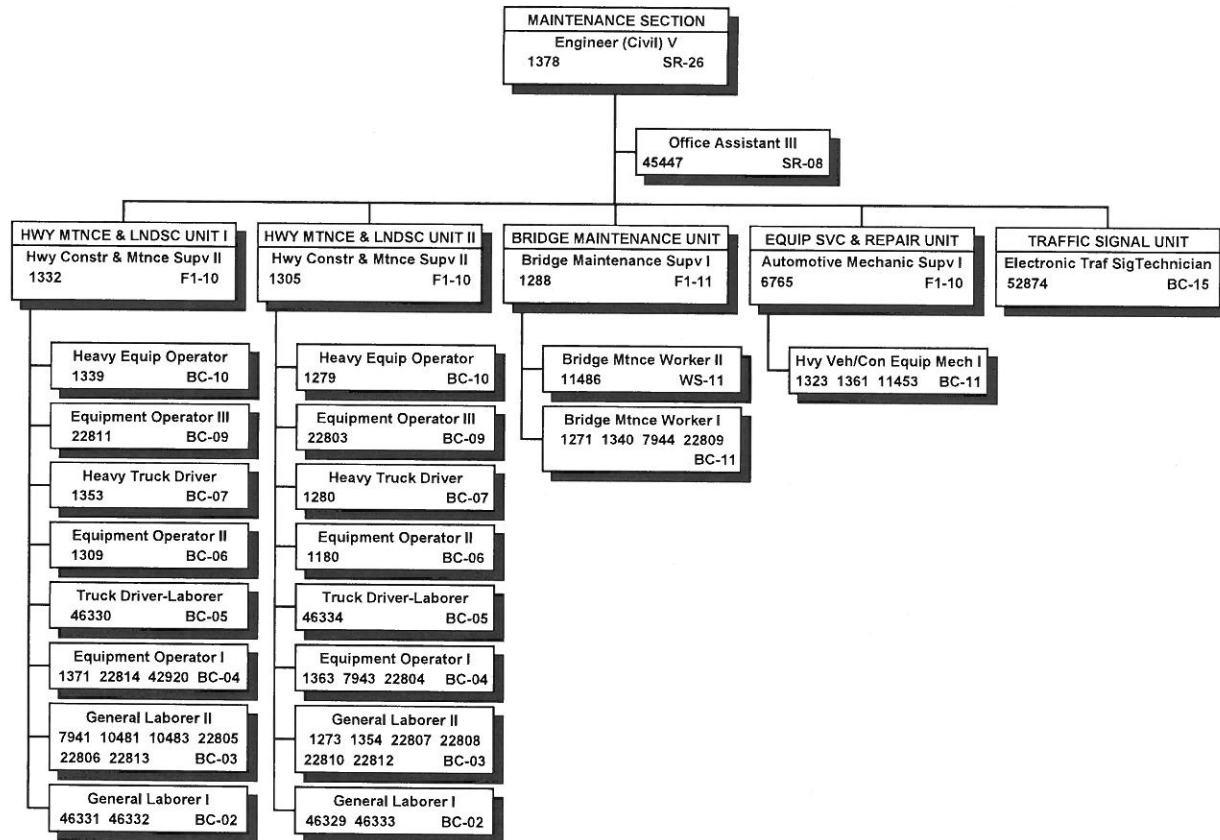 MAINTENANCE SECTION
Engineer (Civil) V
1378 SR-26
Office Assistant III
45447 SR-08
HWY MTNCE & LNDSC UNIT I
Hwy Constr & Mtnce Supv II
1332 F1-10
Heavy Equip Operator
1339 BC-10
Equipment Operator III
22811 BC-09
Heavy Truck Driver
1353 BC-07
Equipment Operator II
1309 BC-06
Truck Driver-Laborer
46330 BC-05
Equipment Operator I
1371 22814 42920 BC-04
General Laborer II
7941 10481 10483 22805
22806 22813 BC-03
General Laborer I
46331 46332 BC-02
HWY MTNCE & LNDSC UNIT II
Hwy Constr & Mtnce Supv II
1305 F1-10
Heavy Equip Operator
1279 BC-10
Equipment Operator III
22803 BC-09
Heavy Truck Driver
1280 BC-07
Equipment Operator II
1180 BC-06
Truck Driver-Laborer
46334 BC-05
Equipment Operator I
1363 7943 22804 BC-04
General Laborer II
1273 1354 22807 22808
22810 22812 BC-03
General Laborer I
46329 46333 BC-02
BRIDGE MAINTENANCE UNIT
Bridge Maintenance Supv I
1288 F1-11
Bridge Mtnce Worker II
11486 WS-11
Bridge Mtnce Worker I
1271 1340 7944 22809
BC-11
EQUIP SVC & REPAIR UNIT
Automotive Mechanic Supv I
6765 F1-10
Hvy Veh/Con Equip Mech I
1323 1361 11453 BC-11
TRAFFIC SIGNAL UNIT
Electronic Traf SigTechnician
52874 BC-15